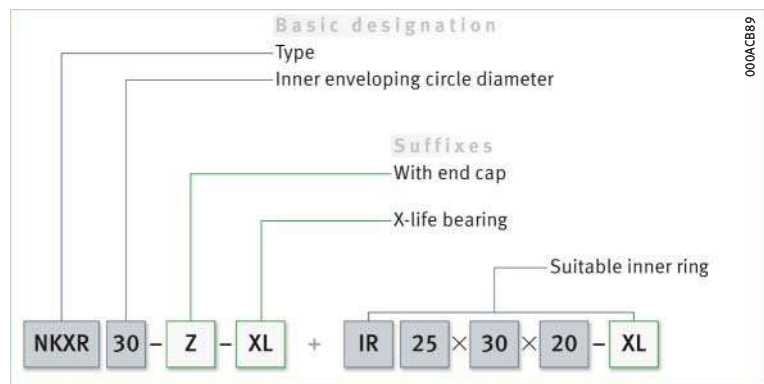 Basic designation
Type
Inner enveloping circle diameter
Suffixes
With end cap
X-life bearing
Suitable inner ring
NKXR 30 – Z – XL + IR 25 × 30 × 20 – XL
000ACB89